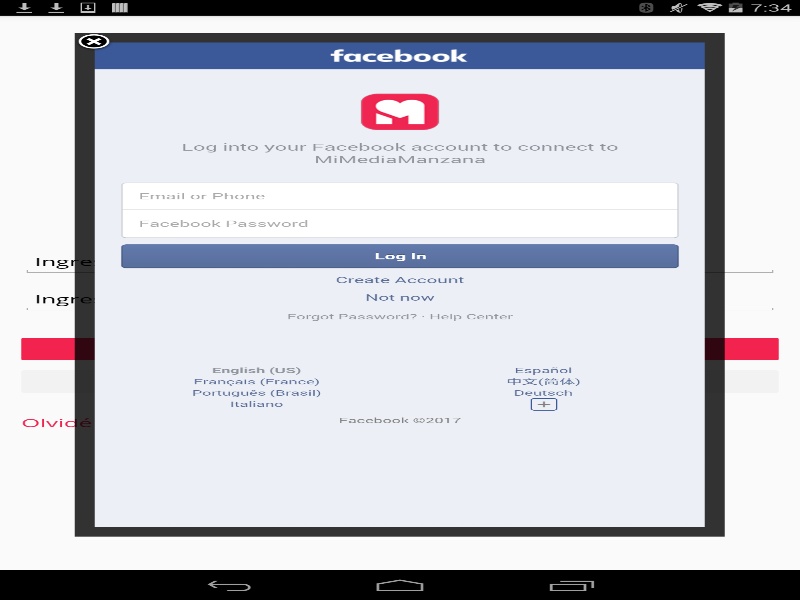 7:34
facebook
Log into your Facebook account to connect to
MiMediaManzana
Email or Phone
Facebook Password
Log In
Ingre
Create Account
Not now
Ingre
Forgot Password? · Help Center
English (US)
Español
Français (France)
中文(简体)
Português (Brasil)
Deutsch
Italiano
Facebook ©2017
Olvidé